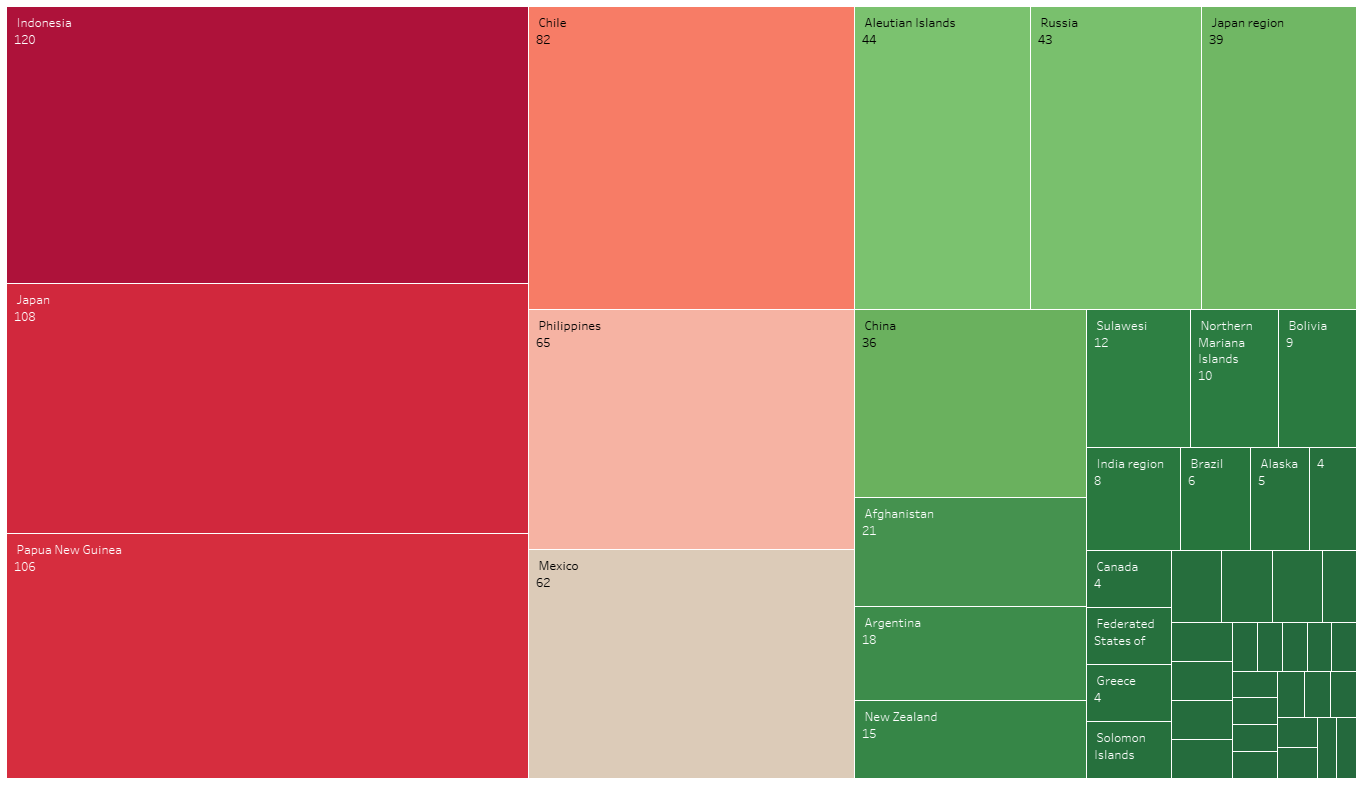 Indonesia
120
Japan
108
Papua New Guinea
106
Chile
82
Philippines
65
Mexico
62
Aleutian Islands
44
Russia
43
Japan region
39
China
36
Afghanistan
21
Argentina
18
New Zealand
15
Sulawesi
12
Northern
Mariana
Islands
10
Bolivia
9
India region
8
Brazil
6
Alaska
5
4
Canada
4
Federated
States of
Greece
4
Solomon
Islands